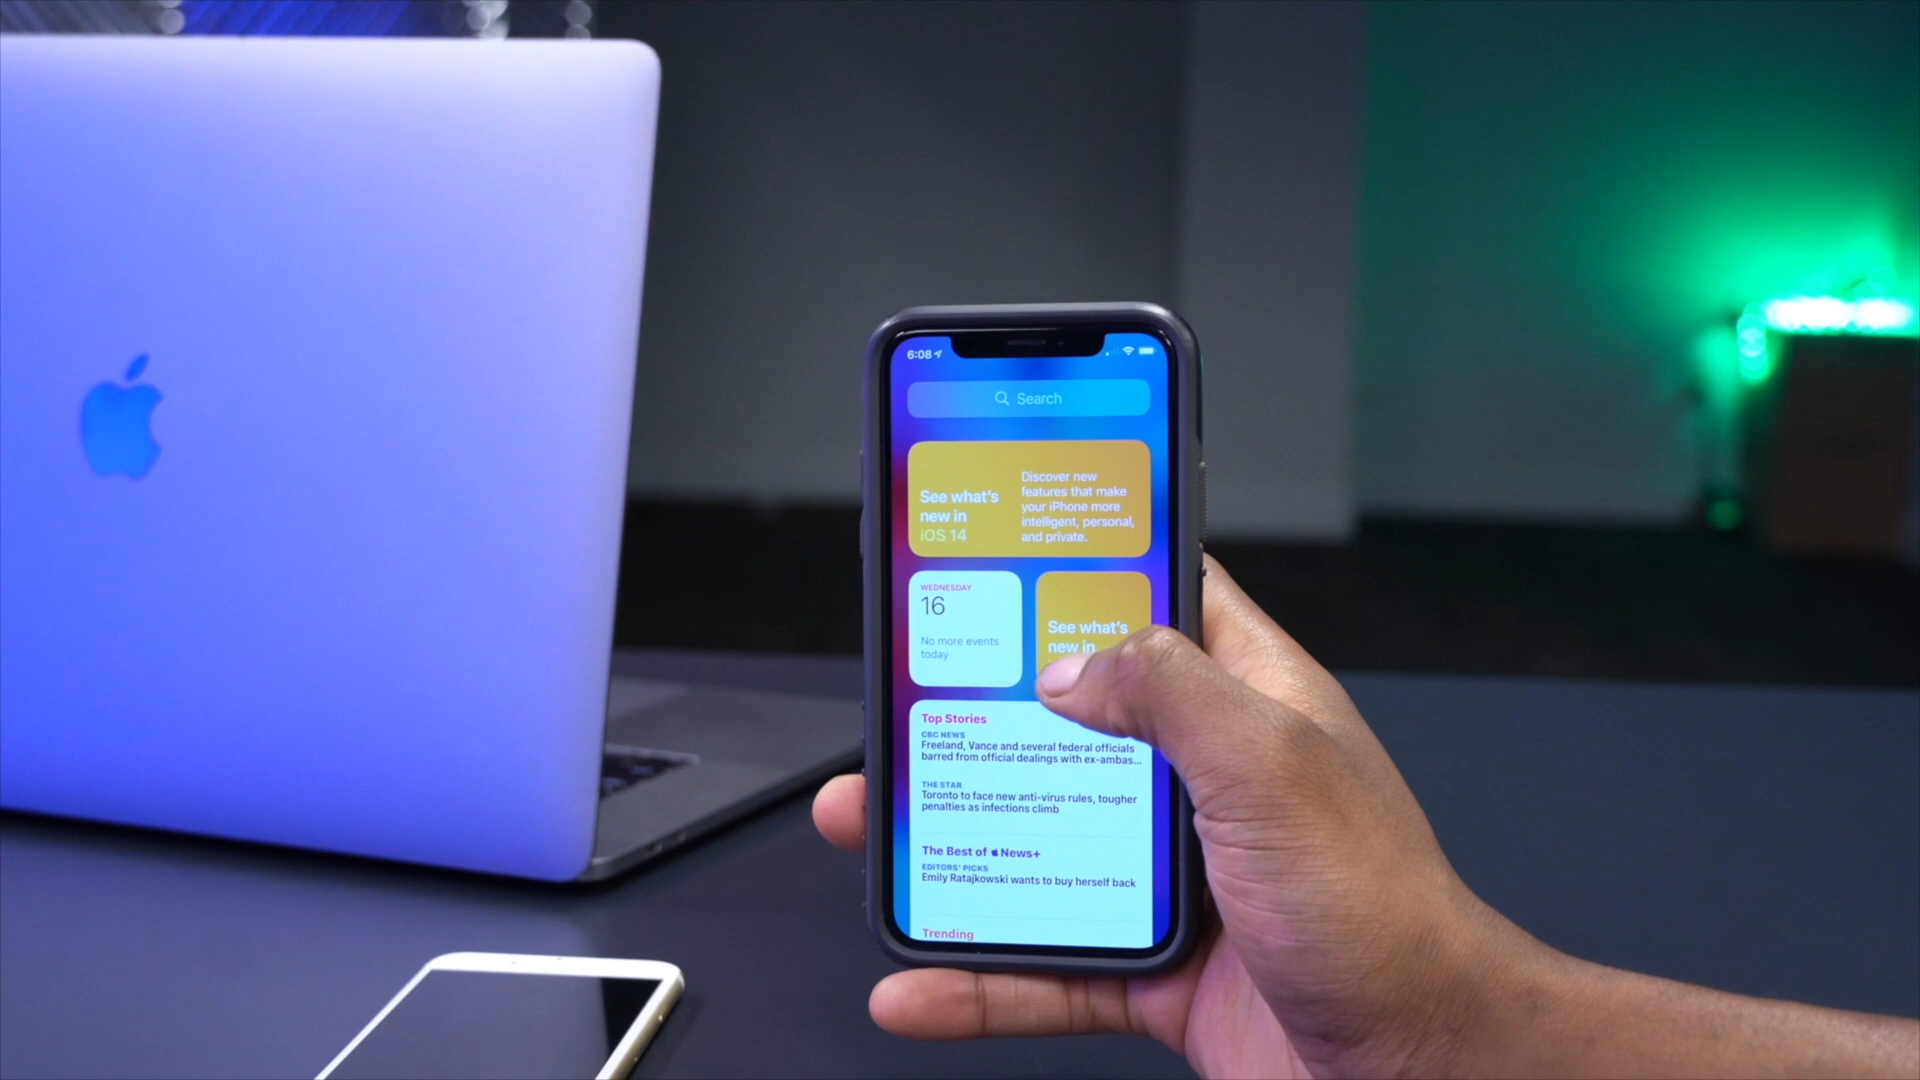 6:08
Search
See what's
new in
iOS 14
Discover new
features that make
your iPhone more
intelligent, personal,
and private.
WEDNESDAY
16
No more events
today
See what's
new in
Top Stories
CBC NEWS
Freeland, Vance and several federal officials
barred from official dealings with ex-ambas...
THE STAR
Toronto to face new anti-virus rules, tougher
penalties as infections climb
The Best of News+
EDITORS' PICKS
Emily Ratajkowski wants to buy herself back
Trending